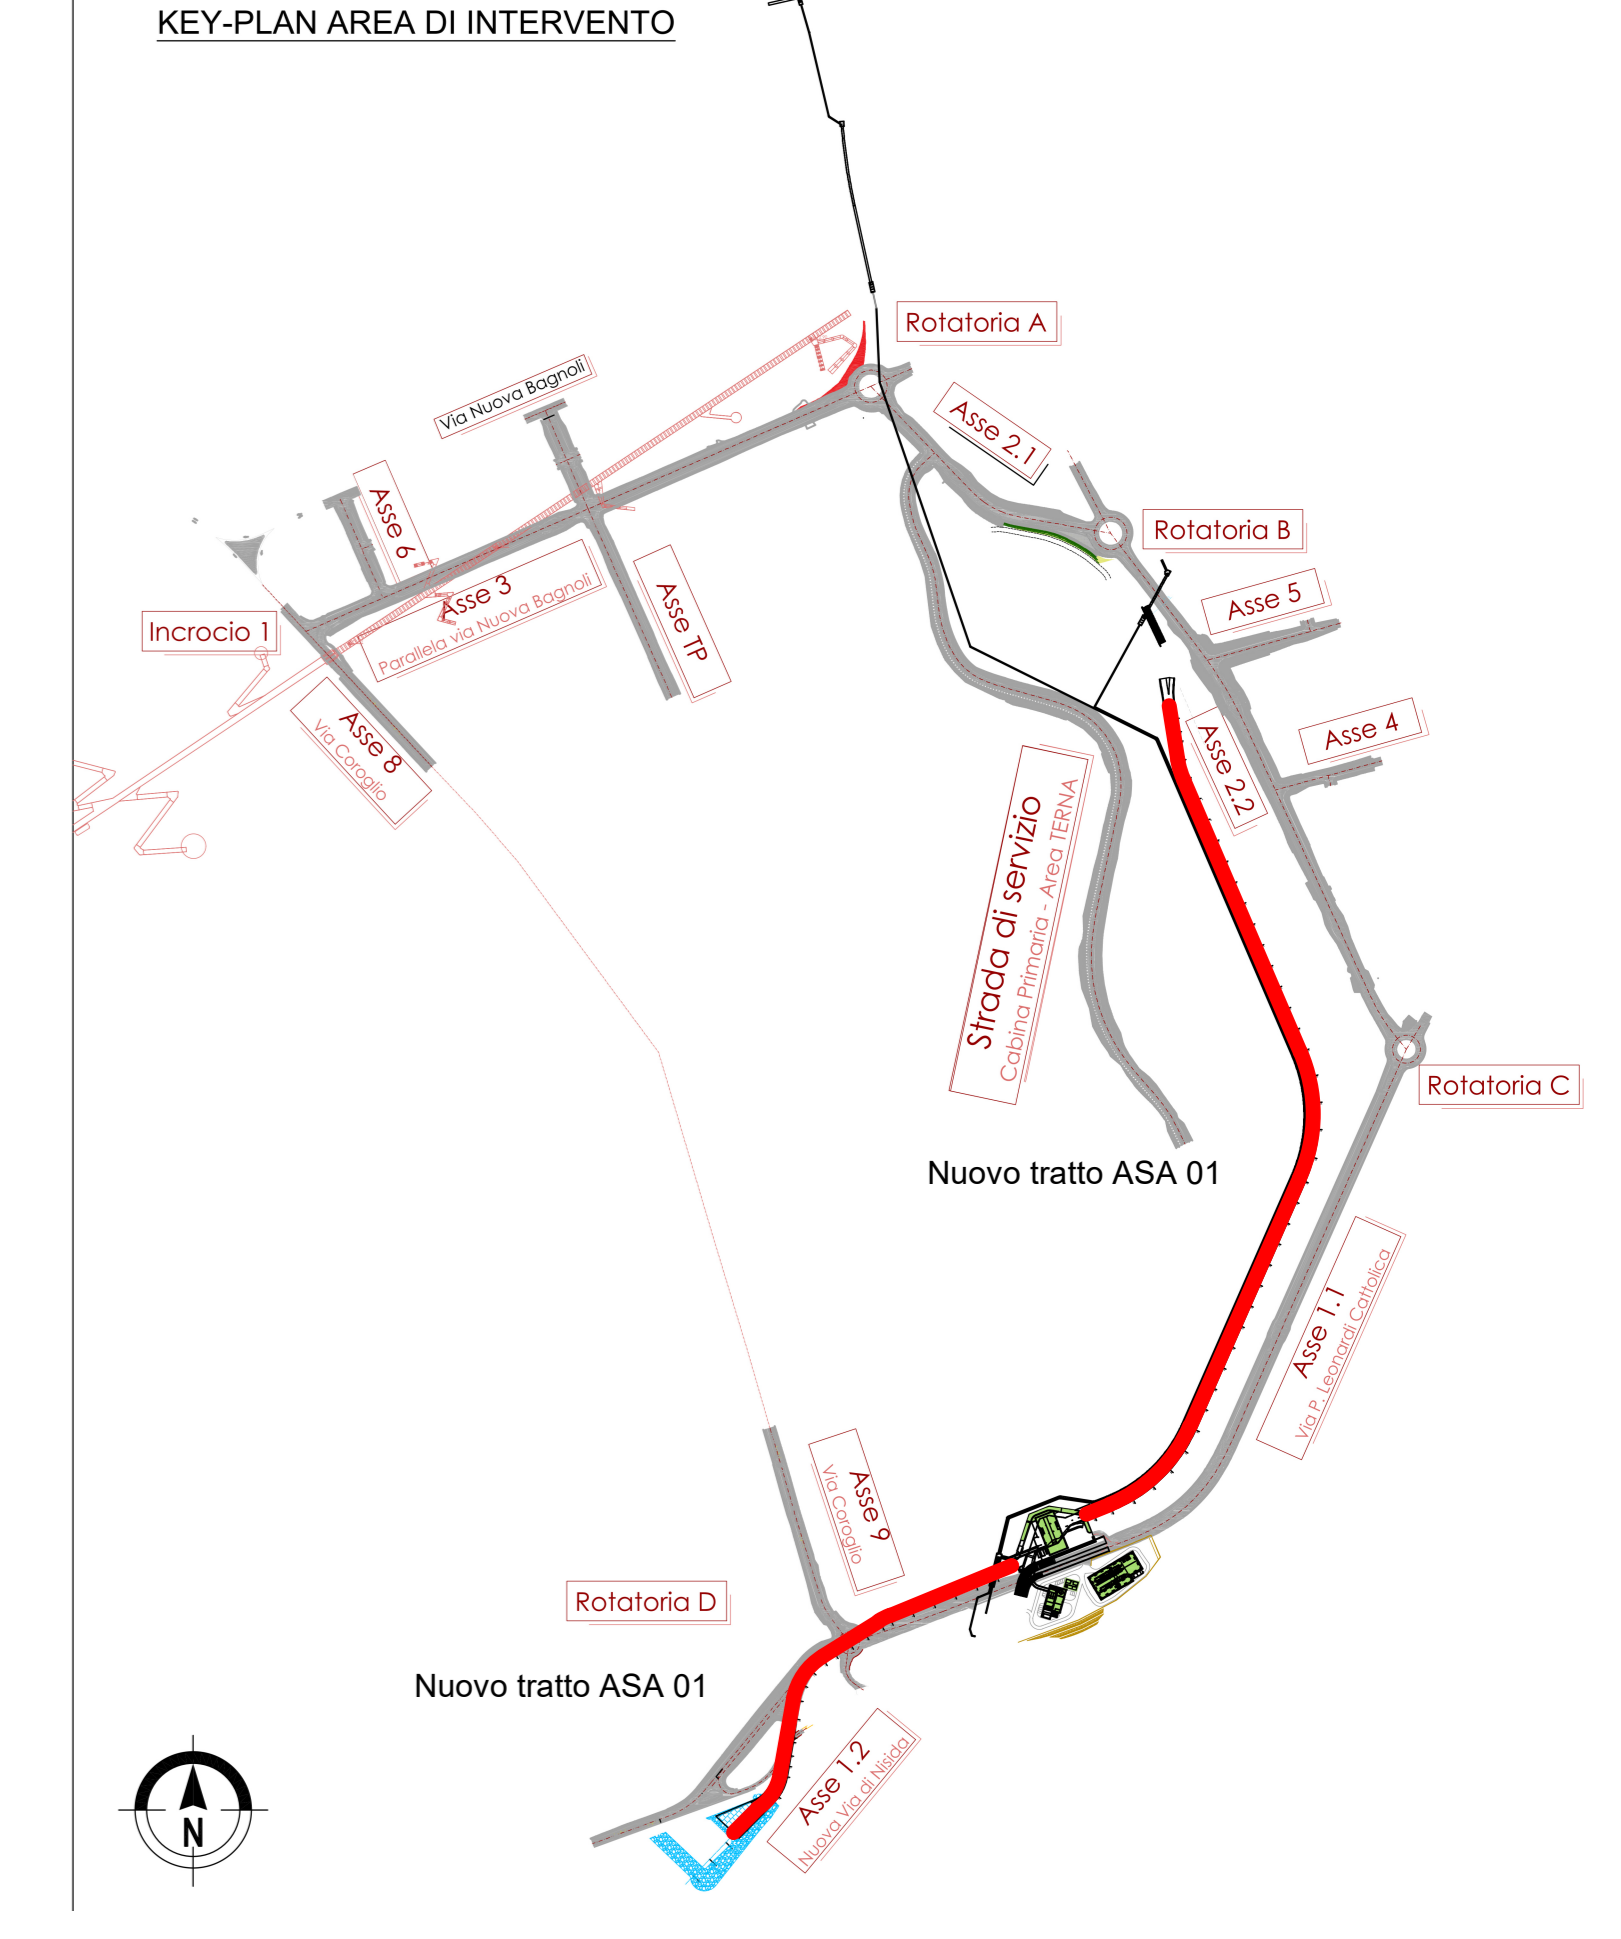 KEY-PLAN AREA DI INTERVENTO
Rotatoria A
Via Nuova Bagnoli
Asse 2.1
Asse 6
Rotatoria B
Asse 3
Parallela via Nuova Bagnoli
Asse TP
Asse 5
Incrocio 1
Asse 8
Via Coroglio
Asse 4
Asse 2.2
Strada di servizio
Cabina Primaria - Area TERNA
Rotatoria C
Nuovo tratto ASA 01
Asse 1.1
Via P. Leonardi Cattolica
Asse 9
Via Coroglio
Rotatoria D
Nuovo tratto ASA 01
Asse 1.2
Nuova Via di Nisida
N